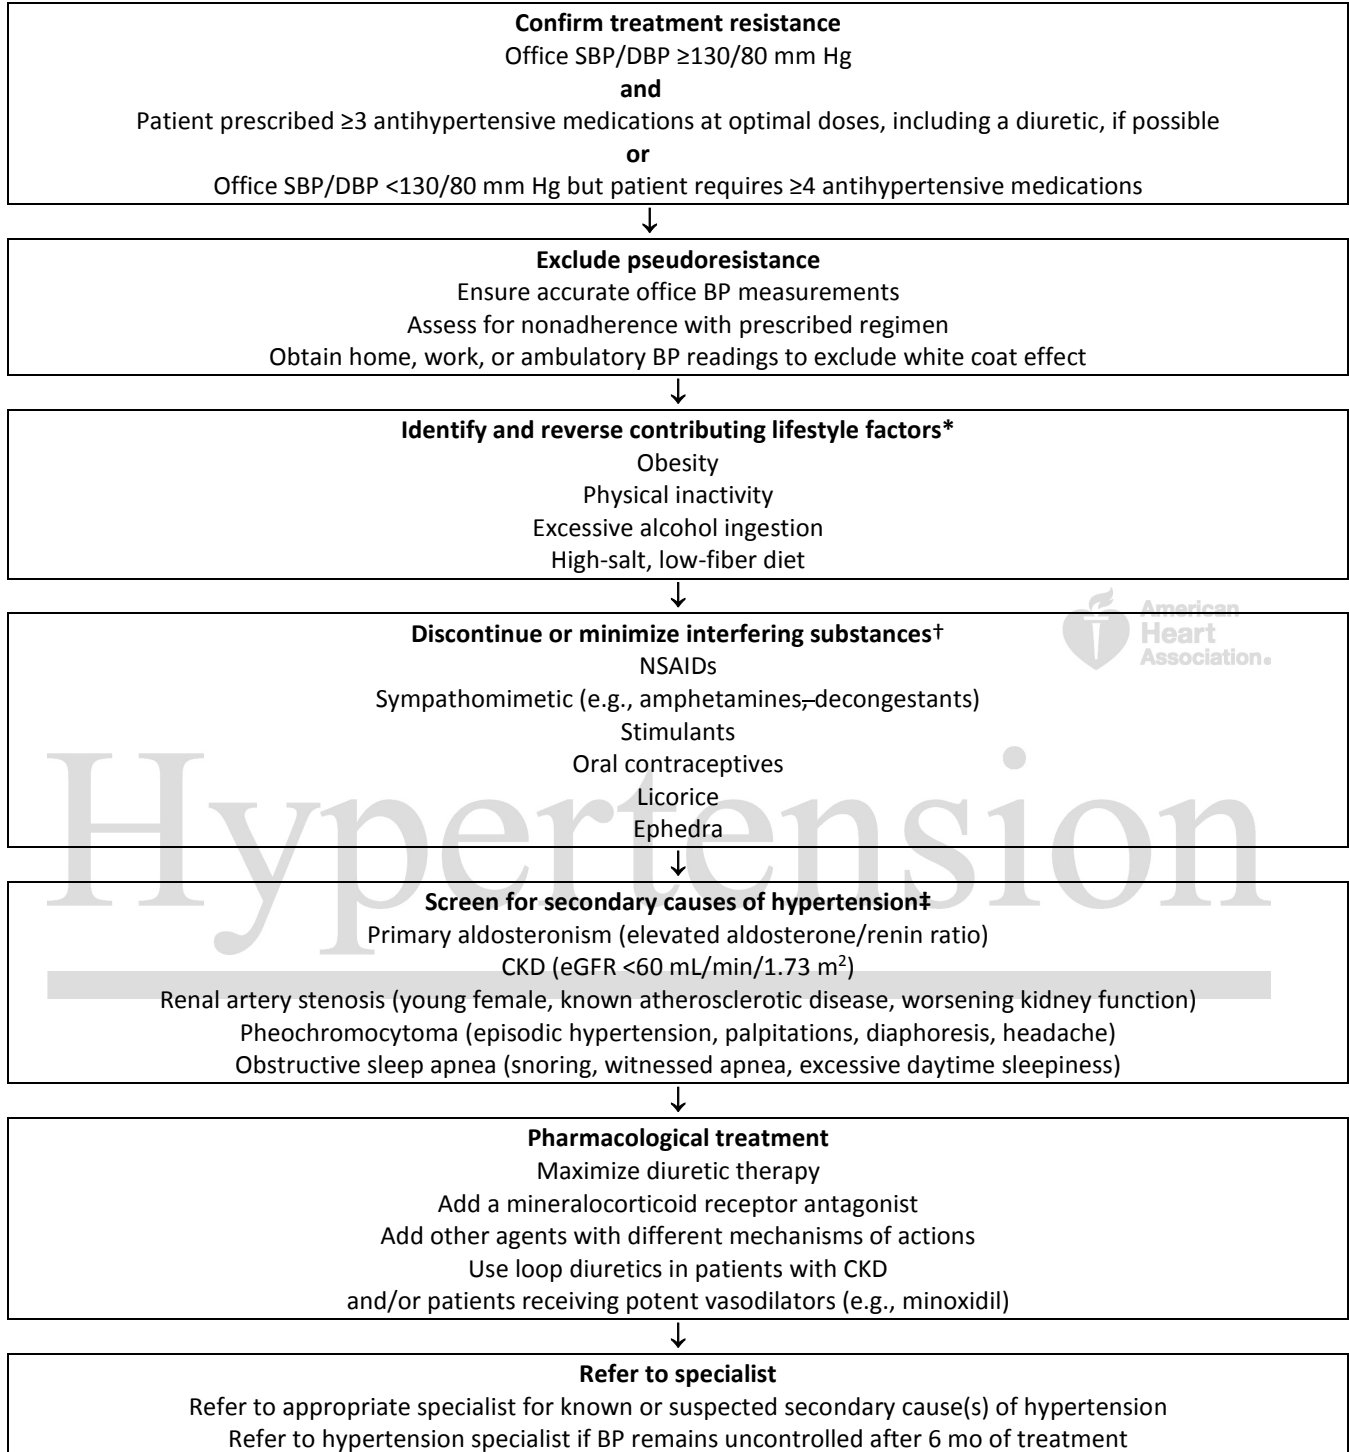 Confirm treatment resistance
Office SBP/DBP ≥130/80 mm Hg
and
Patient prescribed ≥3 antihypertensive medications at optimal doses, including a diuretic, if possible
or
Office SBP/DBP <130/80 mm Hg but patient requires ≥4 antihypertensive medications
↓
Exclude pseudoresistance
Ensure accurate office BP measurements
Assess for nonadherence with prescribed regimen
Obtain home, work, or ambulatory BP readings to exclude white coat effect
↓
Identify and reverse contributing lifestyle factors*
Obesity
Physical inactivity
Excessive alcohol ingestion
High-salt, low-fiber diet
↓
Discontinue or minimize interfering substances†
American
Heart
Association®
NSAIDs
Sympathomimetic (e.g., amphetamines, decongestants)
Stimulants
Oral contraceptives
Licorice
Ephedra
Hypertension
↓
Screen for secondary causes of hypertension‡
Primary aldosteronism (elevated aldosterone/renin ratio)
CKD (eGFR <60 mL/min/1.73 m²)
Renal artery stenosis (young female, known atherosclerotic disease, worsening kidney function)
Pheochromocytoma (episodic hypertension, palpitations, diaphoresis, headache)
Obstructive sleep apnea (snoring, witnessed apnea, excessive daytime sleepiness)
↓
Pharmacological treatment
Maximize diuretic therapy
Add a mineralocorticoid receptor antagonist
Add other agents with different mechanisms of actions
Use loop diuretics in patients with CKD
and/or patients receiving potent vasodilators (e.g., minoxidil)
↓
Refer to specialist
Refer to appropriate specialist for known or suspected secondary cause(s) of hypertension
Refer to hypertension specialist if BP remains uncontrolled after 6 mo of treatment